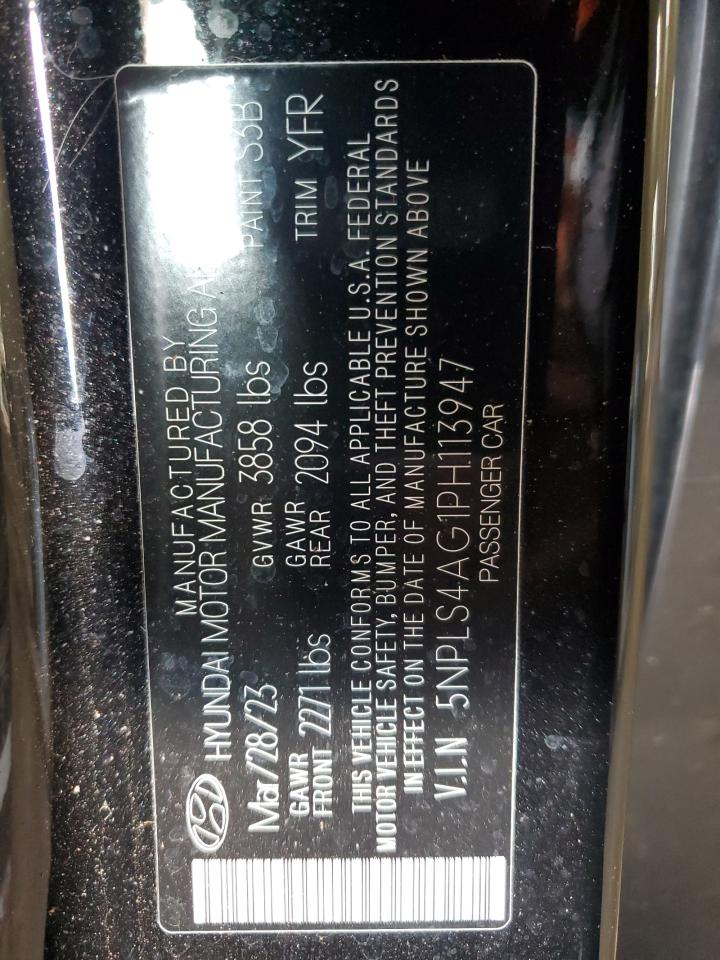 MANUFACTURED BY
HYUNDAI MOTOR MANUFACTURING
Mar/28/23 GVWR 3858 lbs PAINT S3B
GAWR GAWR
FRONT 2271 lbs REAR 2094 lbs TRIM YFR
THIS VEHICLE CONFORMS TO ALL APPLICABLE U.S.A. FEDERAL
MOTOR VEHICLE SAFETY, BUMPER, AND THEFT PREVENTION STANDARDS
IN EFFECT ON THE DATE OF MANUFACTURE SHOWN ABOVE
V.I.N 5NPLS4AG1PH113947
PASSENGER CAR